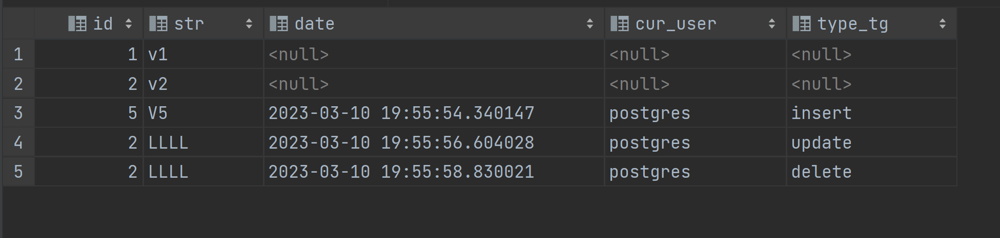 id str date cur_user type_tg
1 1 v1 <null> <null> <null>
2 2 v2 <null> <null> <null>
3 5 V5 2023-03-10 19:55:54.340147 postgres insert
4 2 LLLL 2023-03-10 19:55:56.604028 postgres update
5 2 LLLL 2023-03-10 19:55:58.830021 postgres delete